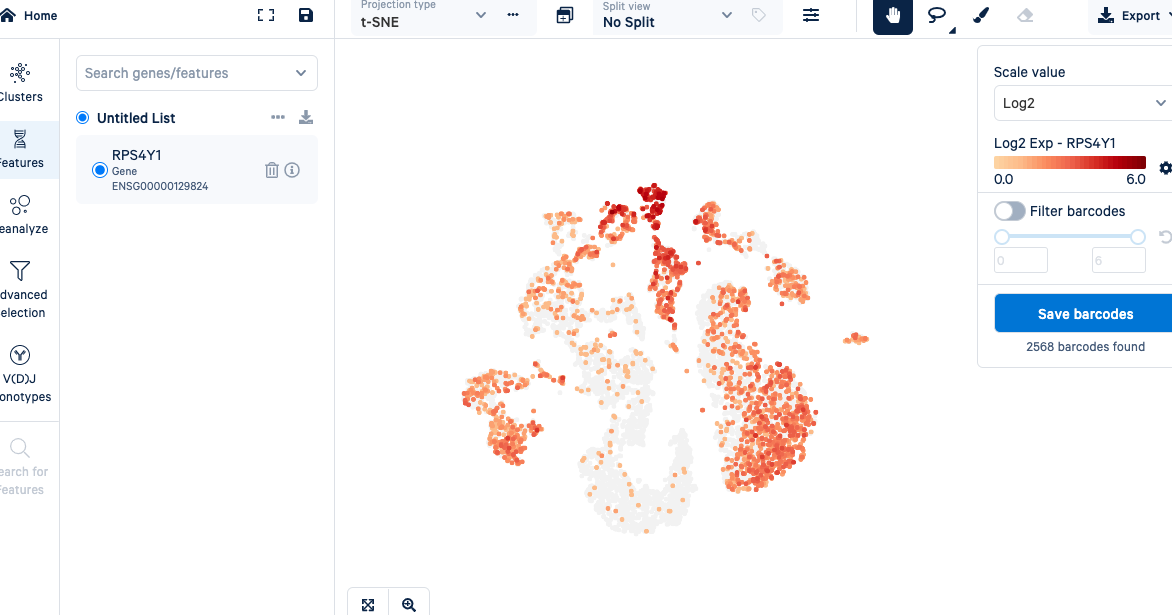 Home
Projection type
t-SNE
Split view
No Split
Export
Clusters
Features
eanalyze
dvanced
election
V(D)J
onotypes
earch for
Features
Search genes/features
Untitled List
RPS4Y1
Gene
ENSG00000129824
Scale value
Log2
Log2 Exp - RPS4Y1
0.0
6.0
Filter barcodes
0
6
Save barcodes
2568 barcodes found